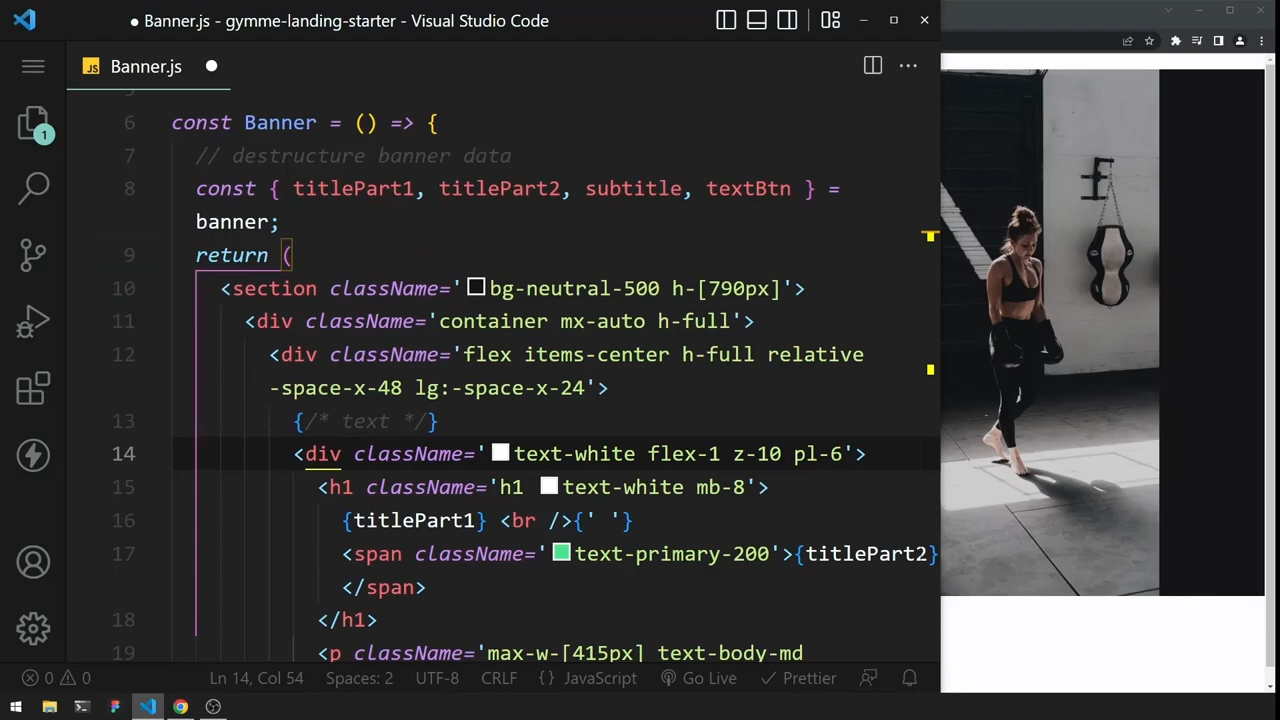 ● Banner.js - gymme-landing-starter - Visual Studio Code
JS Banner.js
1
5
6 const Banner = () => {
7 // destructure banner data
8 const { titlePart1, titlePart2, subtitle, textBtn } =
banner;
9 return (
10 <section className='bg-neutral-500 h-[790px]'>
11 <div className='container mx-auto h-full'>
12 <div className='flex items-center h-full relative
-space-x-48 lg:-space-x-24'>
13 {/* text */}
14 <div className='text-white flex-1 z-10 pl-6'>
15 <h1 className='h1 text-white mb-8'>
16 {titlePart1} <br />{' '}
17 <span className='text-primary-200'>{titlePart2}
</span>
18 </h1>
19 <p className='max-w-[415px] text-body-md
0 0 Ln 14, Col 54 Spaces: 2 UTF-8 CRLF {} JavaScript Go Live Prettier